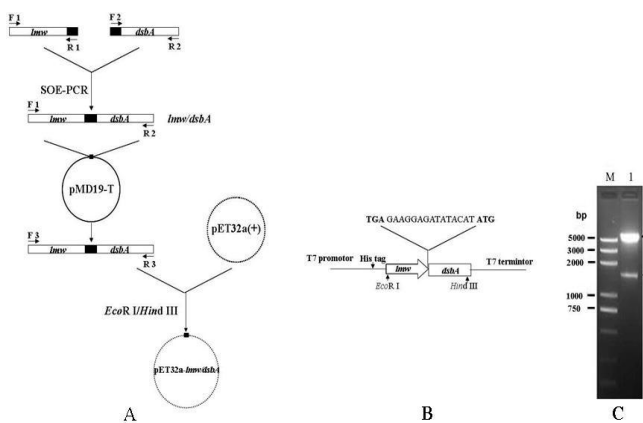 F 1
lmw
R 1
F 2
dsbA
R 2
SOE-PCR
F 1
lmw
dsbA
R 2
lmw/dsbA
pMD19-T
F 3
lmw
dsbA
R 3
pET32a(+)
EcoR I/Hind III
pET32a-lmw/dsbA
A
TGA GAAGGAGATATACAT ATG
T7 promotor
His tag
lmw
dsbA
T7 termintor
EcoR I
Hind III
B
M 1
bp
5000
3000
2000
1000
750
C